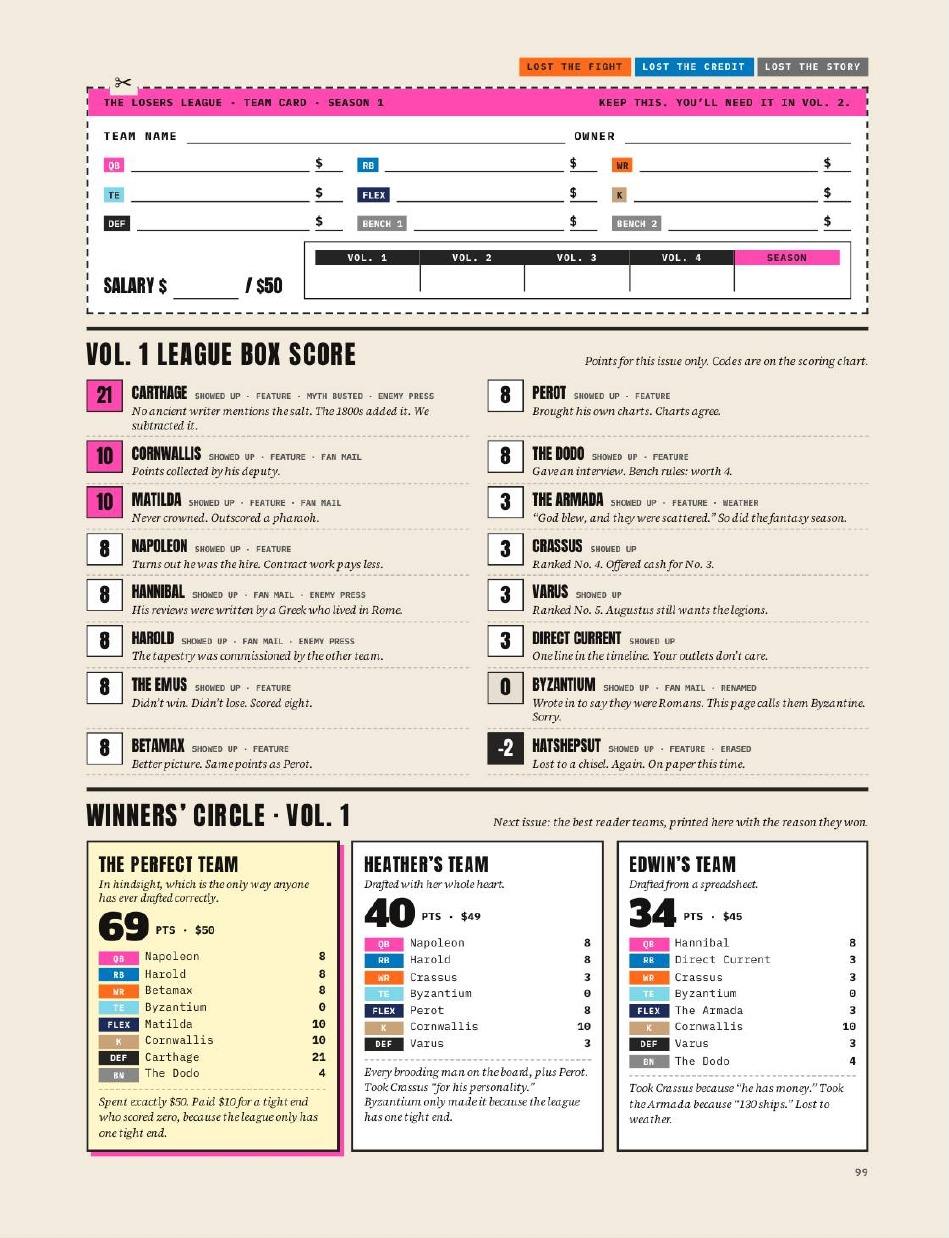 LOST THE FIGHT LOST THE CREDIT LOST THE STORY
THE LOSERS LEAGUE · TEAM CARD · SEASON 1 KEEP THIS. YOU'LL NEED IT IN VOL. 2.
TEAM NAME OWNER
QB $ RB $ WR $
TE $ FLEX $ K $
DEF $ BENCH 1 $ BENCH 2 $
VOL. 1 VOL. 2 VOL. 3 VOL. 4 SEASON
SALARY $ / $50
VOL. 1 LEAGUE BOX SCORE
Points for this issue only. Codes are on the scoring chart.
21 CARTHAGE SHOWED UP · FEATURE · MYTH BUSTED · ENEMY PRESS
No ancient writer mentions the salt. The 1800s added it. We
subtracted it.
10 CORNWALLIS SHOWED UP · FEATURE · FAN MAIL
Points collected by his deputy.
10 MATILDA SHOWED UP · FEATURE · FAN MAIL
Never crowned. Outscored a pharaoh.
8 NAPOLEON SHOWED UP · FEATURE
Turns out he was the hire. Contract work pays less.
8 HANNIBAL SHOWED UP · FAN MAIL · ENEMY PRESS
His reviews were written by a Greek who lived in Rome.
8 HAROLD SHOWED UP · FAN MAIL · ENEMY PRESS
The tapestry was commissioned by the other team.
8 THE EMUS SHOWED UP · FEATURE
Didn't win. Didn't lose. Scored eight.
8 BETAMAX SHOWED UP · FEATURE
Better picture. Same points as Perot.
8 PEROT SHOWED UP · FEATURE
Brought his own charts. Charts agree.
8 THE DODO SHOWED UP · FEATURE
Gave an interview. Bench rules: worth 4.
3 THE ARMADA SHOWED UP · FEATURE · WEATHER
"God blew, and they were scattered." So did the fantasy season.
3 CRASSUS SHOWED UP
Ranked No. 4. Offered cash for No. 3.
3 VARUS SHOWED UP
Ranked No. 5. Augustus still wants the legions.
3 DIRECT CURRENT SHOWED UP
One line in the timeline. Your outlets don't care.
0 BYZANTIUM SHOWED UP · FAN MAIL · RENAMED
Wrote in to say they were Romans. This page calls them Byzantine.
Sorry.
-2 HATSHEPSUT SHOWED UP · FEATURE · ERASED
Lost to a chisel. Again. On paper this time.
WINNERS' CIRCLE · VOL. 1
Next issue: the best reader teams, printed here with the reason they won.
THE PERFECT TEAM
In hindsight, which is the only way anyone
has ever drafted correctly.
69 PTS · $50
QB Napoleon 8
RB Harold 8
WR Betamax 8
TE Byzantium 0
FLEX Matilda 10
K Cornwallis 10
DEF Carthage 21
BN The Dodo 4
Spent exactly $50. Paid $10 for a tight end
who scored zero, because the league only has
one tight end.
HEATHER'S TEAM
Drafted with her whole heart.
40 PTS · $49
QB Napoleon 8
RB Harold 8
WR Crassus 3
TE Byzantium 0
FLEX Perot 8
K Cornwallis 10
DEF Varus 3
Every brooding man on the board, plus Perot.
Took Crassus "for his personality."
Byzantium only made it because the league
has one tight end.
EDWIN'S TEAM
Drafted from a spreadsheet.
34 PTS · $45
QB Hannibal 8
RB Direct Current 3
WR Crassus 3
TE Byzantium 0
FLEX The Armada 3
K Cornwallis 10
DEF Varus 3
BN The Dodo 4
Took Crassus because "he has money." Took
the Armada because "130 ships." Lost to
weather.
99